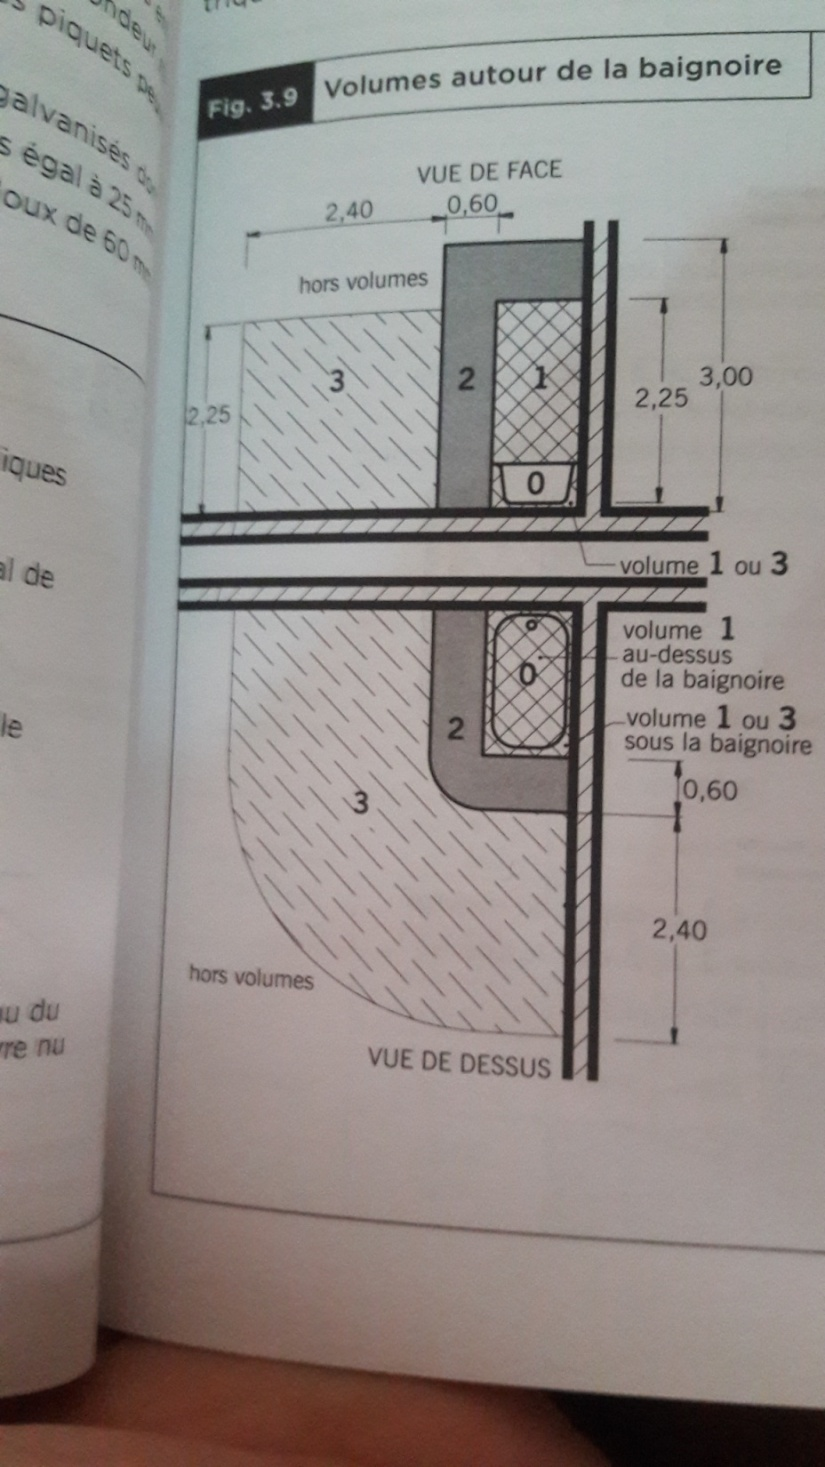 piquets
galvanisés
égal à 25
oux de 60
iques
al de
le
Fig. 3.9 Volumes autour de la baignoire
VUE DE FACE
2,40 0,60
hors volumes
3 2 1
2,25
2,25 3,00
0
volume 1 ou 3
volume 1
au-dessus
de la baignoire
0
volume 1 ou 3
sous la baignoire
2
0,60
3
2,40
hors volumes
VUE DE DESSUS
du
nu